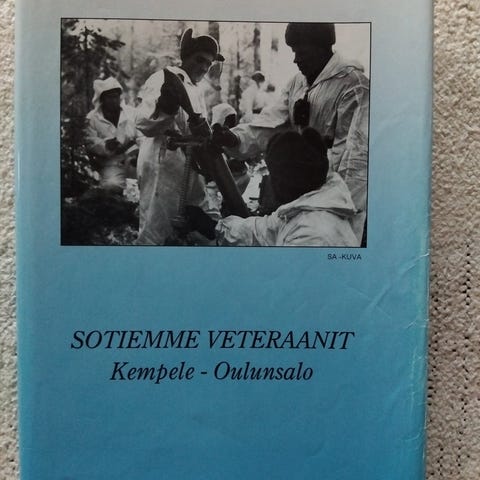 SA -KUVA
SOTIEMME VETERAANIT
Kempele - Oulunsalo